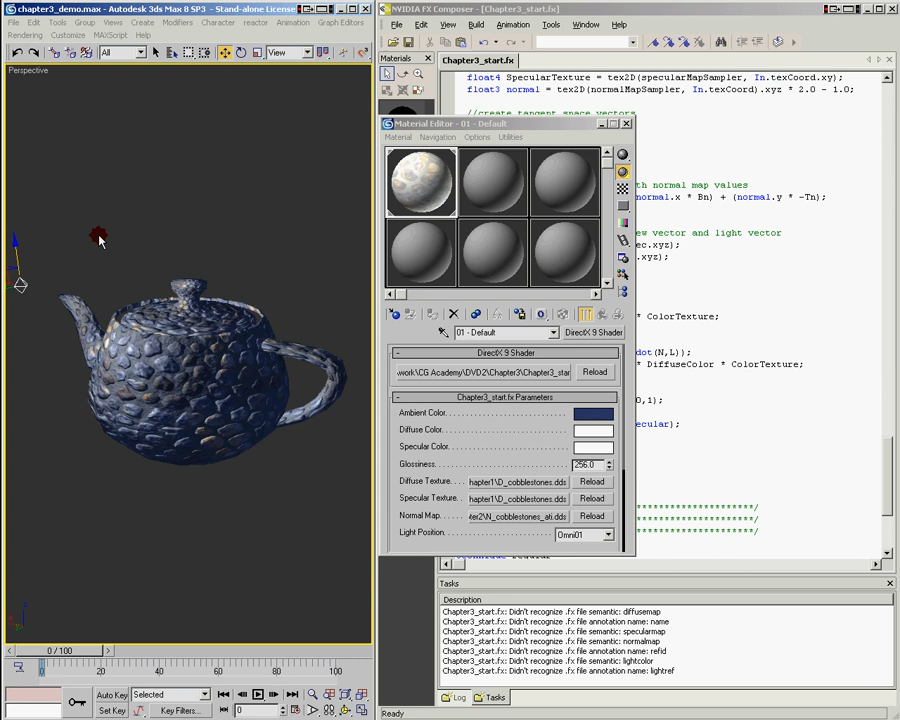 chapter3_demo.max - Autodesk 3ds Max 8 SP3 - Stand-alone License
File Edit Tools Group Views Create Modifiers Character reactor Animation Graph Editors
Rendering Customize MAXScript Help
All
View
Perspective
0 / 100
0 20 40 60 80 100
Auto Key
Selected
Set Key
Key Filters...
0
NVIDIA FX Composer - [Chapter3_start.fx]
File Edit View Build Animation Tools Window Help
Materials
Chapter3_start.fx
float4 SpecularTexture = tex2D(specularMapSampler, In.texCoord.xy);
float3 normal = tex2D(normalMapSampler, In.texCoord).xyz * 2.0 - 1.0;
//create tangent space vectors
th normal map values
normal.x * Bn) + (normal.y * -Tn);
ew vector and light vector
ec.xyz);
.xyz);
* ColorTexture;
dot(N,L));
* DiffuseColor * ColorTexture;
0,1);
ecular);
*********************/
*********************/
*********************/
Material Editor - 01 - Default
Material Navigation Options Utilities
01 - Default
DirectX 9 Shader
DirectX 9 Shader
work\CG Academy\DVD2\Chapter3\Chapter3_star
Reload
Chapter3_start.fx Parameters
Ambient Color
Diffuse Color
Specular Color
Glossiness
256.0
Diffuse Texture
hapter1\D_cobblestones.dds
Reload
Specular Texture
hapter1\D_cobblestones.dds
Reload
Normal Map
ter2\N_cobblestones_ati.dds
Reload
Light Position
Omni01
Tasks
Description
Chapter3_start.fx: Didn't recognize .fx file semantic: diffusemap
Chapter3_start.fx: Didn't recognize .fx file annotation name: name
Chapter3_start.fx: Didn't recognize .fx file semantic: specularmap
Chapter3_start.fx: Didn't recognize .fx file semantic: normalmap
Chapter3_start.fx: Didn't recognize .fx file annotation name: refid
Chapter3_start.fx: Didn't recognize .fx file semantic: lightcolor
Chapter3_start.fx: Didn't recognize .fx file annotation name: lightref
Log
Tasks
Ready